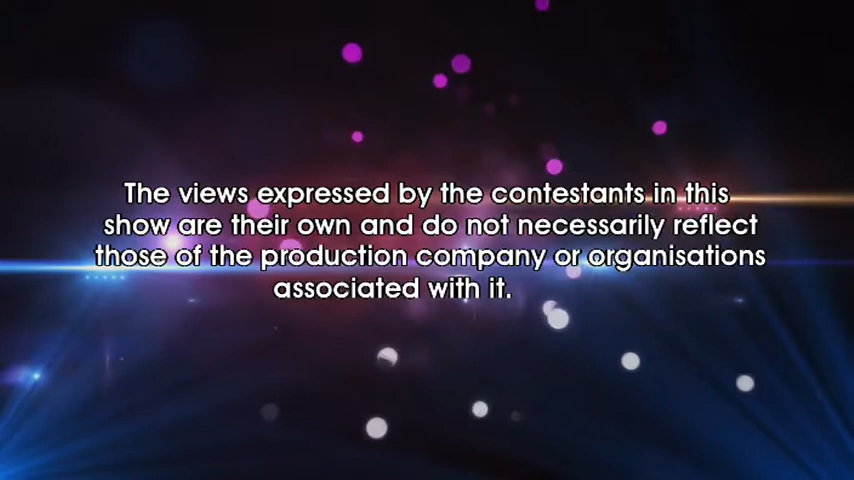 The views expressed by the contestants in this
show are their own and do not necessarily reflect
those of the production company or organisations
associated with it.